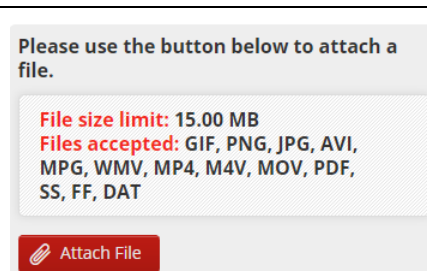 Please use the button below to attach a
file.
File size limit: 15.00 MB
Files accepted: GIF, PNG, JPG, AVI,
MPG, WMV, MP4, M4V, MOV, PDF,
SS, FF, DAT
Attach File